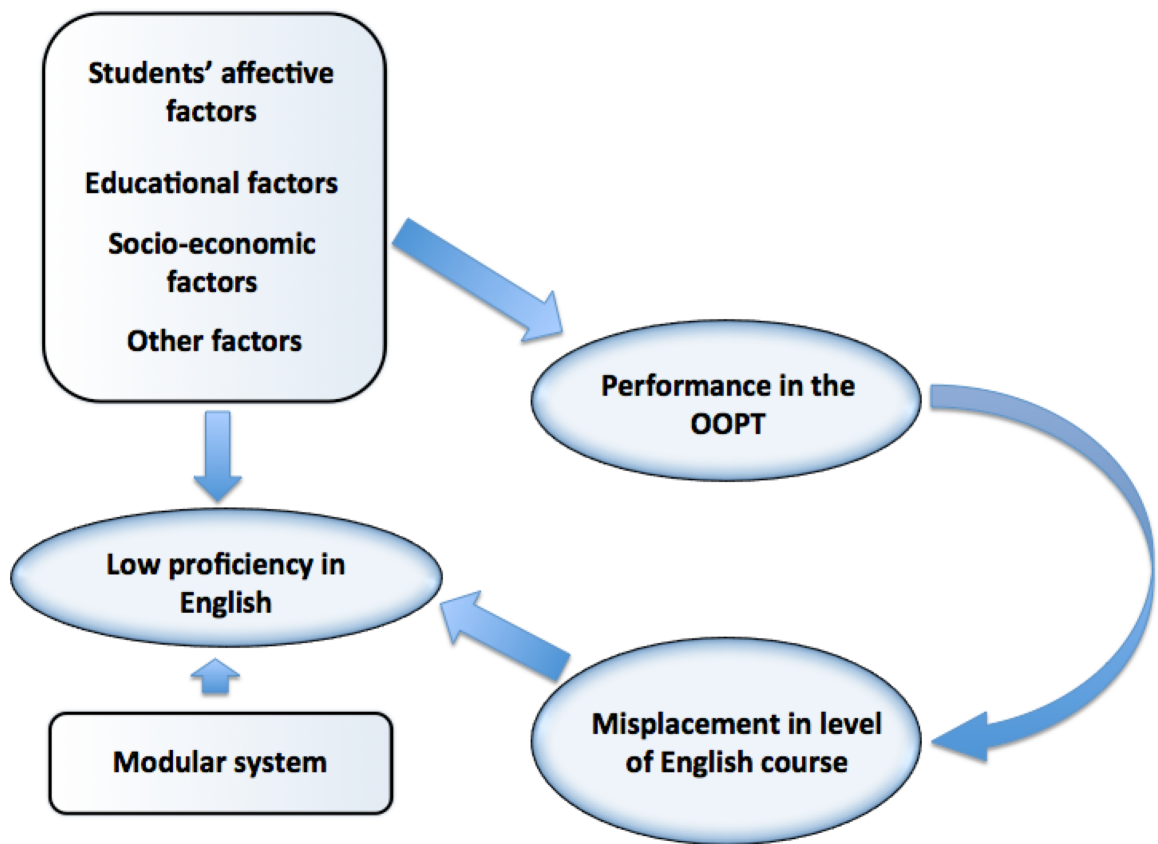 Students’ affective
factors
Educational factors
Socio-economic
factors
Other factors
Performance in the
OOPT
Low proficiency in
English
Misplacement in level
of English course
Modular system